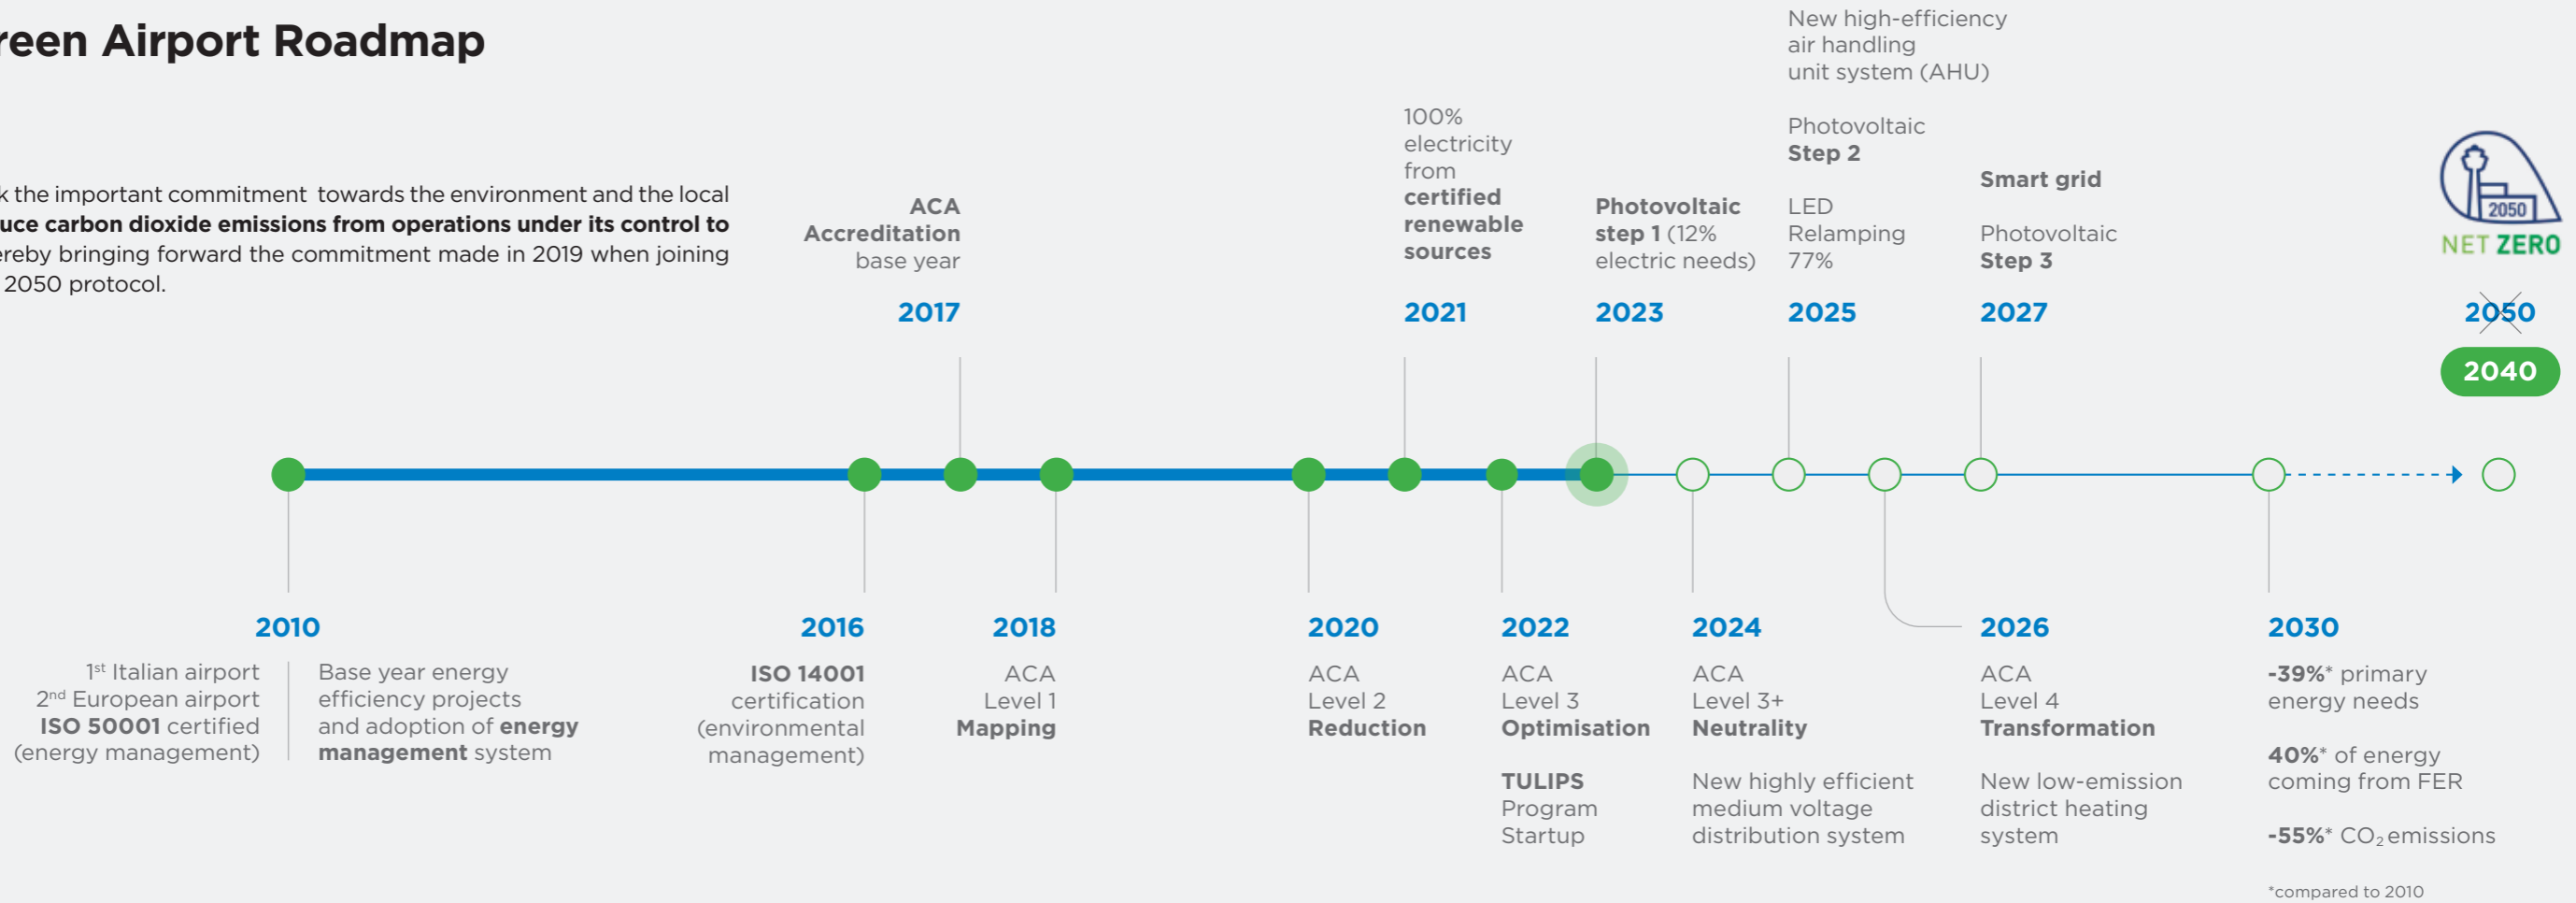 reen Airport Roadmap
k the important commitment towards the environment and the local
uce carbon dioxide emissions from operations under its control to
ereby bringing forward the commitment made in 2019 when joining
2050 protocol.
ACA
Accreditation
base year
2017
100%
electricity
from
certified
renewable
sources
2021
Photovoltaic
step 1 (12%
electric needs)
2023
New high-efficiency
air handling
unit system (AHU)
Photovoltaic
Step 2
LED
Relamping
77%
2025
Smart grid
Photovoltaic
Step 3
2027
2050
NET ZERO
2050
2040
2010
1st Italian airport
2nd European airport
ISO 50001 certified
(energy management)
Base year energy
efficiency projects
and adoption of energy
management system
2016
ISO 14001
certification
(environmental
management)
2018
ACA
Level 1
Mapping
2020
ACA
Level 2
Reduction
2022
ACA
Level 3
Optimisation
TULIPS
Program
Startup
2024
ACA
Level 3+
Neutrality
New highly efficient
medium voltage
distribution system
2026
ACA
Level 4
Transformation
New low-emission
district heating
system
2030
-39%* primary
energy needs
40%* of energy
coming from FER
-55%* CO₂ emissions
*compared to 2010